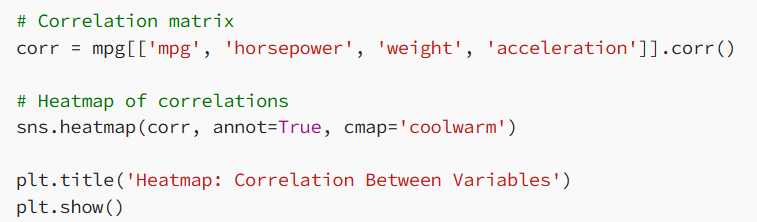 # Correlation matrix
corr = mpg[['mpg', 'horsepower', 'weight', 'acceleration']].corr()
# Heatmap of correlations
sns.heatmap(corr, annot=True, cmap='coolwarm')
plt.title('Heatmap: Correlation Between Variables')
plt.show()